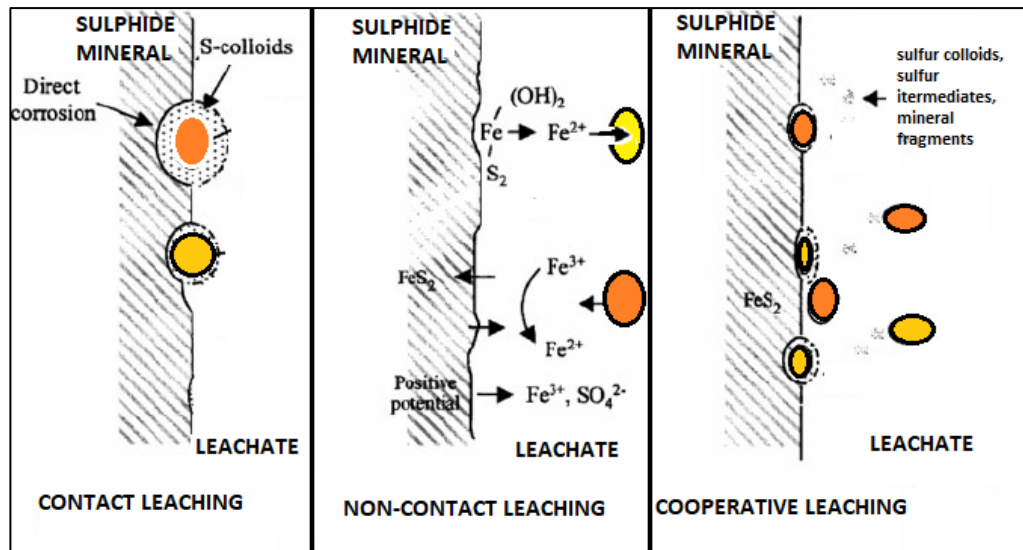 SULPHIDE
MINERAL
S-colloids
Direct
corrosion
LEACHATE
CONTACT LEACHING
SULPHIDE
MINERAL
(OH)₂
Fe → Fe²⁺ →
S₂
FeS₂
Fe³⁺
Fe²⁺
Positive
potential
Fe³⁺, SO₄²⁻
LEACHATE
NON-CONTACT LEACHING
SULPHIDE
MINERAL
sulfur colloids,
sulfur
itermediates,
mineral
fragments
FeS₂
LEACHATE
COOPERATIVE LEACHING